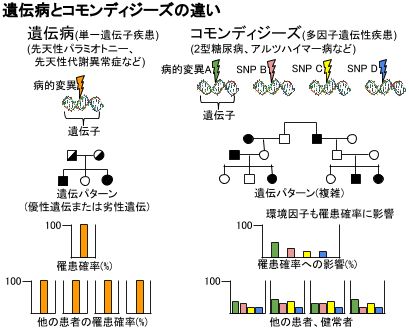 遺伝病とコモンディジーズの違い
遺伝病(単一遺伝子疾患)
(先天性パラミオトニー、
先天性代謝異常症など)
病的変異
遺伝子
遺伝パターン
(優性遺伝または劣性遺伝)
100
罹患確率(%)
100
他の患者の罹患確率(%)
コモンディジーズ(多因子遺伝性疾患)
(2型糖尿病、アルツハイマー病など)
病的変異A SNP B SNP C SNP D
遺伝子
遺伝パターン(複雑)
環境因子も罹患確率に影響
100
罹患確率への影響(%)
100
他の患者、健常者